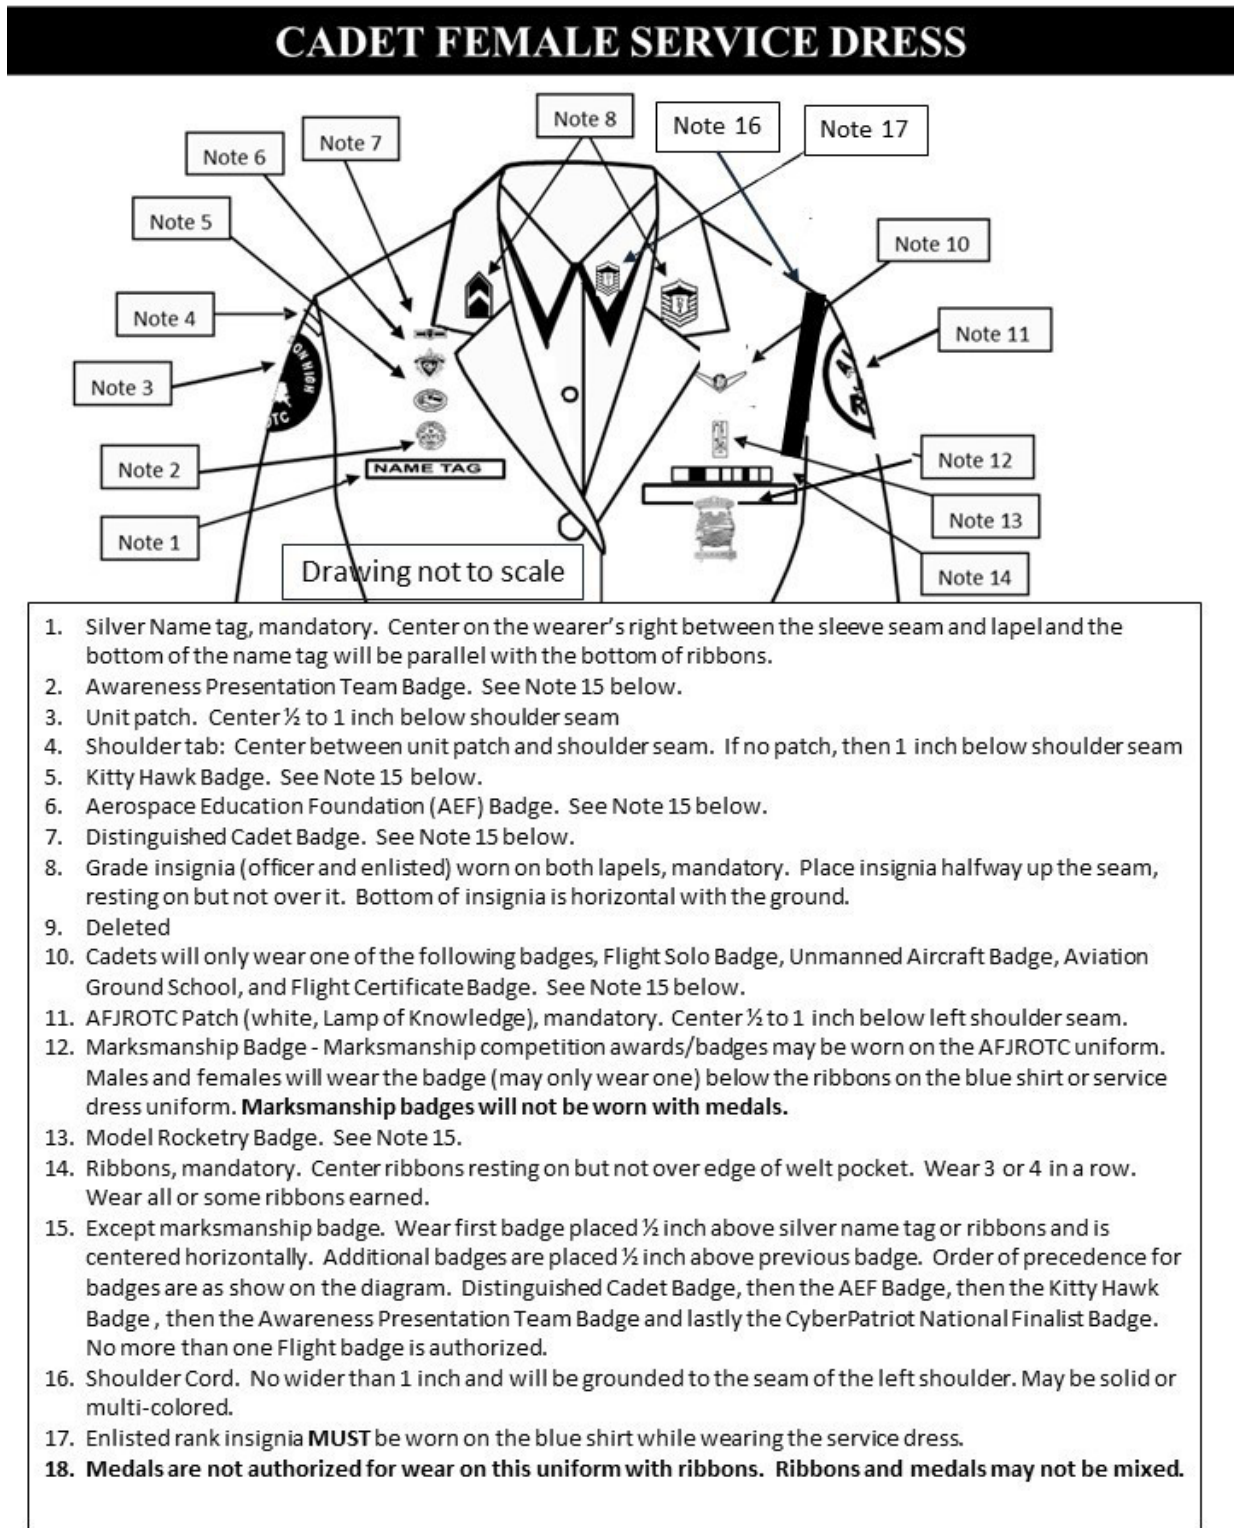 CADET FEMALE SERVICE DRESS
Note 8
Note 16
Note 17
Note 7
Note 6
Note 5
Note 10
Note 4
Note 11
Note 3
ON HIGH
OTC
Note 2
NAME TAG
Note 12
Note 13
Note 1
Note 14
Drawing not to scale
1. Silver Name tag, mandatory. Center on the wearer's right between the sleeve seam and lapel and the
bottom of the name tag will be parallel with the bottom of ribbons.
2. Awareness Presentation Team Badge. See Note 15 below.
3. Unit patch. Center ½ to 1 inch below shoulder seam
4. Shoulder tab: Center between unit patch and shoulder seam. If no patch, then 1 inch below shoulder seam
5. Kitty Hawk Badge. See Note 15 below.
6. Aerospace Education Foundation (AEF) Badge. See Note 15 below.
7. Distinguished Cadet Badge. See Note 15 below.
8. Grade insignia (officer and enlisted) worn on both lapels, mandatory. Place insignia halfway up the seam,
resting on but not over it. Bottom of insignia is horizontal with the ground.
9. Deleted
10. Cadets will only wear one of the following badges, Flight Solo Badge, Unmanned Aircraft Badge, Aviation
Ground School, and Flight Certificate Badge. See Note 15 below.
11. AFJROTC Patch (white, Lamp of Knowledge), mandatory. Center ½ to 1 inch below left shoulder seam.
12. Marksmanship Badge - Marksmanship competition awards/badges may be worn on the AFJROTC uniform.
Males and females will wear the badge (may only wear one) below the ribbons on the blue shirt or service
dress uniform. Marksmanship badges will not be worn with medals.
13. Model Rocketry Badge. See Note 15.
14. Ribbons, mandatory. Center ribbons resting on but not over edge of welt pocket. Wear 3 or 4 in a row.
Wear all or some ribbons earned.
15. Except marksmanship badge. Wear first badge placed ½ inch above silver name tag or ribbons and is
centered horizontally. Additional badges are placed ½ inch above previous badge. Order of precedence for
badges are as show on the diagram. Distinguished Cadet Badge, then the AEF Badge, then the Kitty Hawk
Badge , then the Awareness Presentation Team Badge and lastly the CyberPatriot National Finalist Badge.
No more than one Flight badge is authorized.
16. Shoulder Cord. No wider than 1 inch and will be grounded to the seam of the left shoulder. May be solid or
multi-colored.
17. Enlisted rank insignia MUST be worn on the blue shirt while wearing the service dress.
18. Medals are not authorized for wear on this uniform with ribbons. Ribbons and medals may not be mixed.